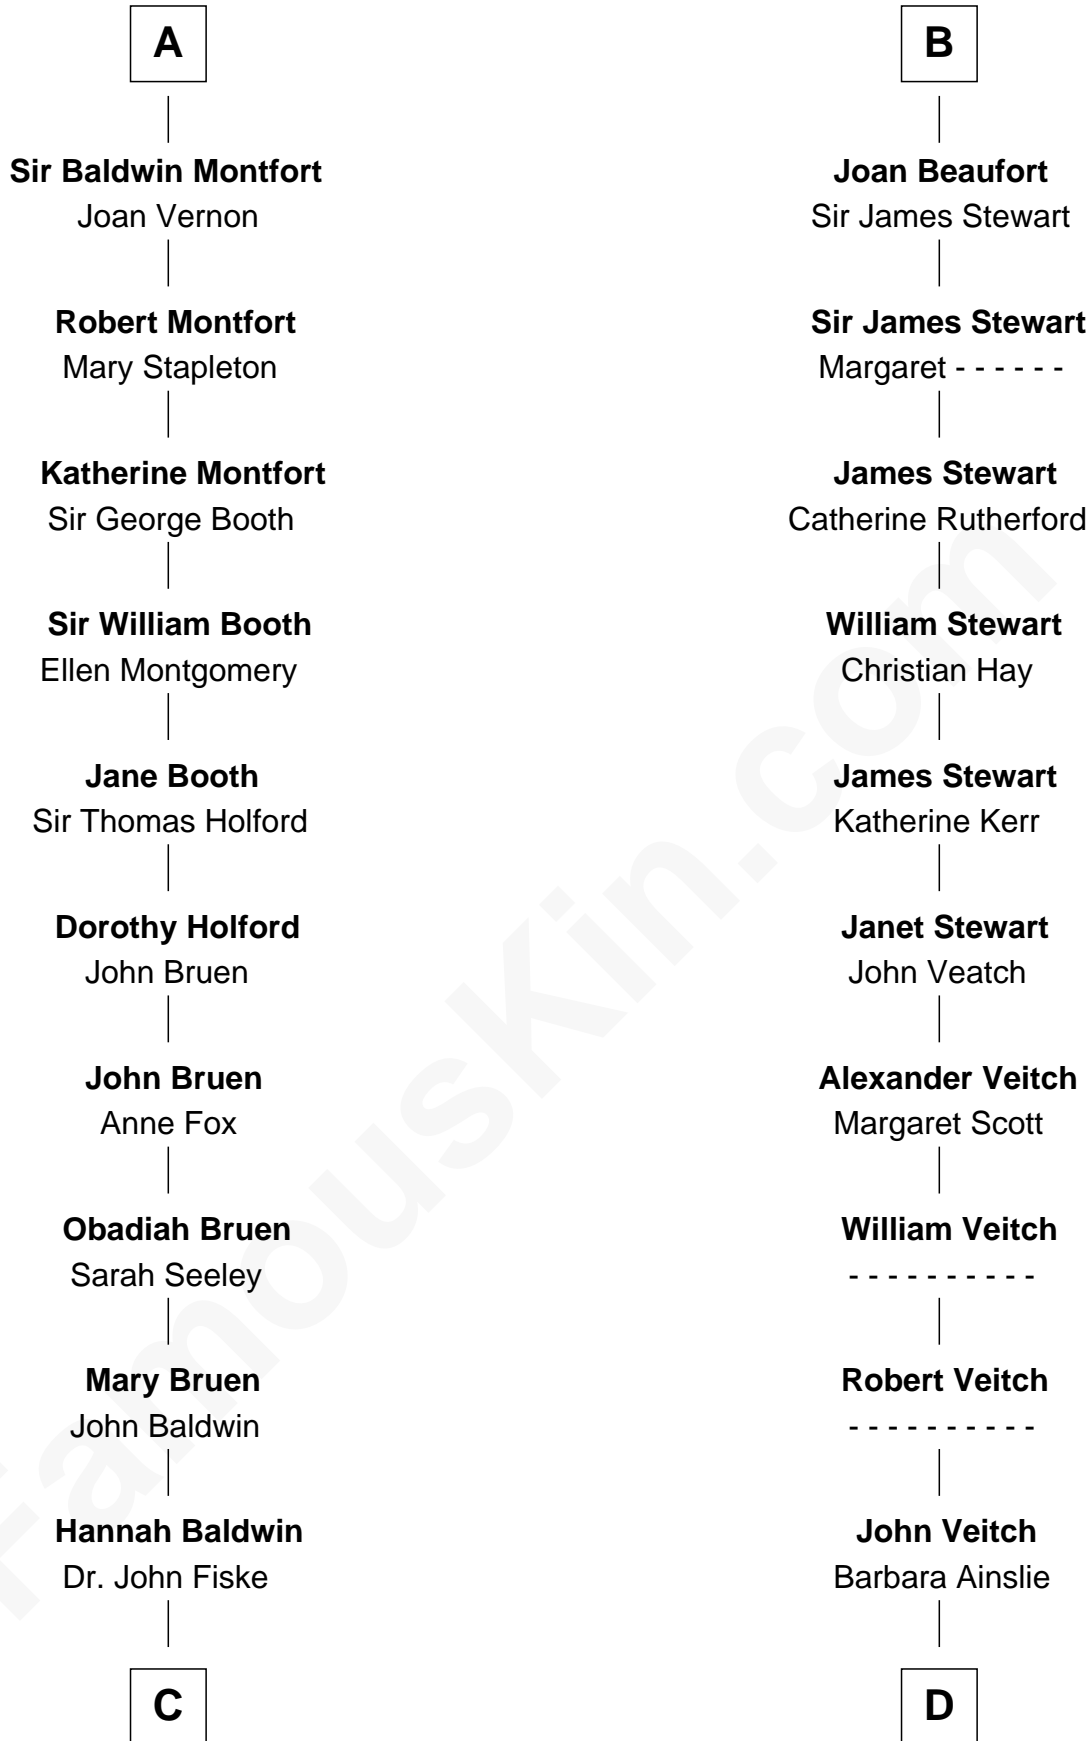 A
Sir Baldwin Montfort
Joan Vernon
Robert Montfort
Mary Stapleton
Katherine Montfort
Sir George Booth
Sir William Booth
Ellen Montgomery
Jane Booth
Sir Thomas Holford
Dorothy Holford
John Bruen
John Bruen
Anne Fox
Obadiah Bruen
Sarah Seeley
Mary Bruen
John Baldwin
Hannah Baldwin
Dr. John Fiske
C
B
Joan Beaufort
Sir James Stewart
Sir James Stewart
Margaret - - - - - -
James Stewart
Catherine Rutherford
William Stewart
Christian Hay
James Stewart
Katherine Kerr
Janet Stewart
John Veatch
Alexander Veitch
Margaret Scott
William Veitch
- - - - - - - - - -
Robert Veitch
- - - - - - - - - -
John Veitch
Barbara Ainslie
D
FamousKin.com